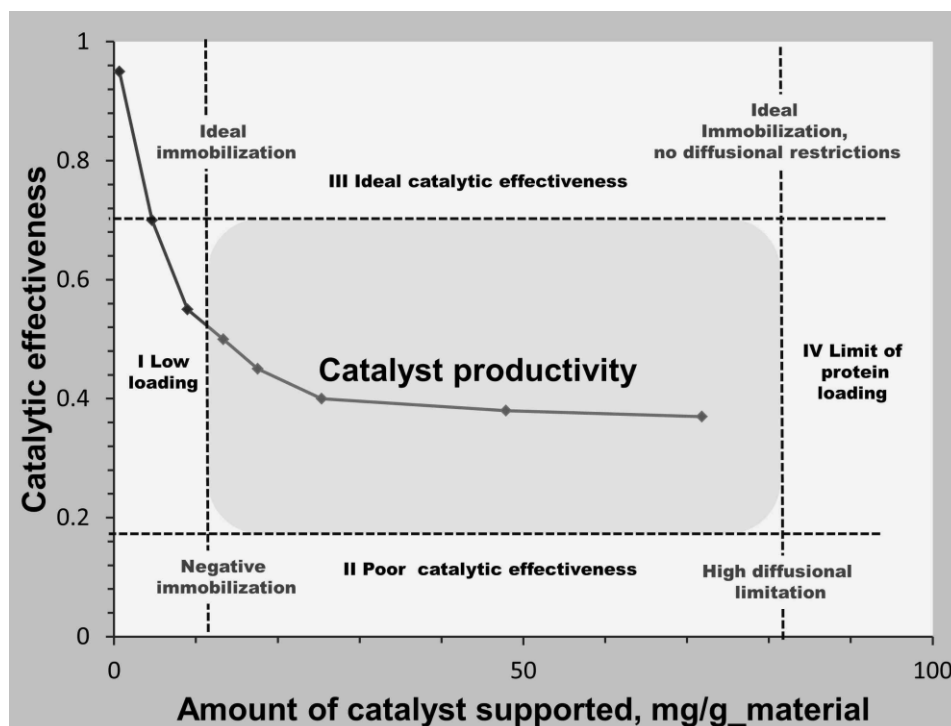 Catalytic effectiveness
1
0.8
0.6
0.4
0.2
0
Ideal
immobilization
Ideal
Immobilization,
no diffusional restrictions
III Ideal catalytic effectiveness
I Low
loading
Catalyst productivity
IV Limit of
protein
loading
Negative
immobilization
II Poor catalytic effectiveness
High diffusional
limitation
0
50
100
Amount of catalyst supported, mg/g_material